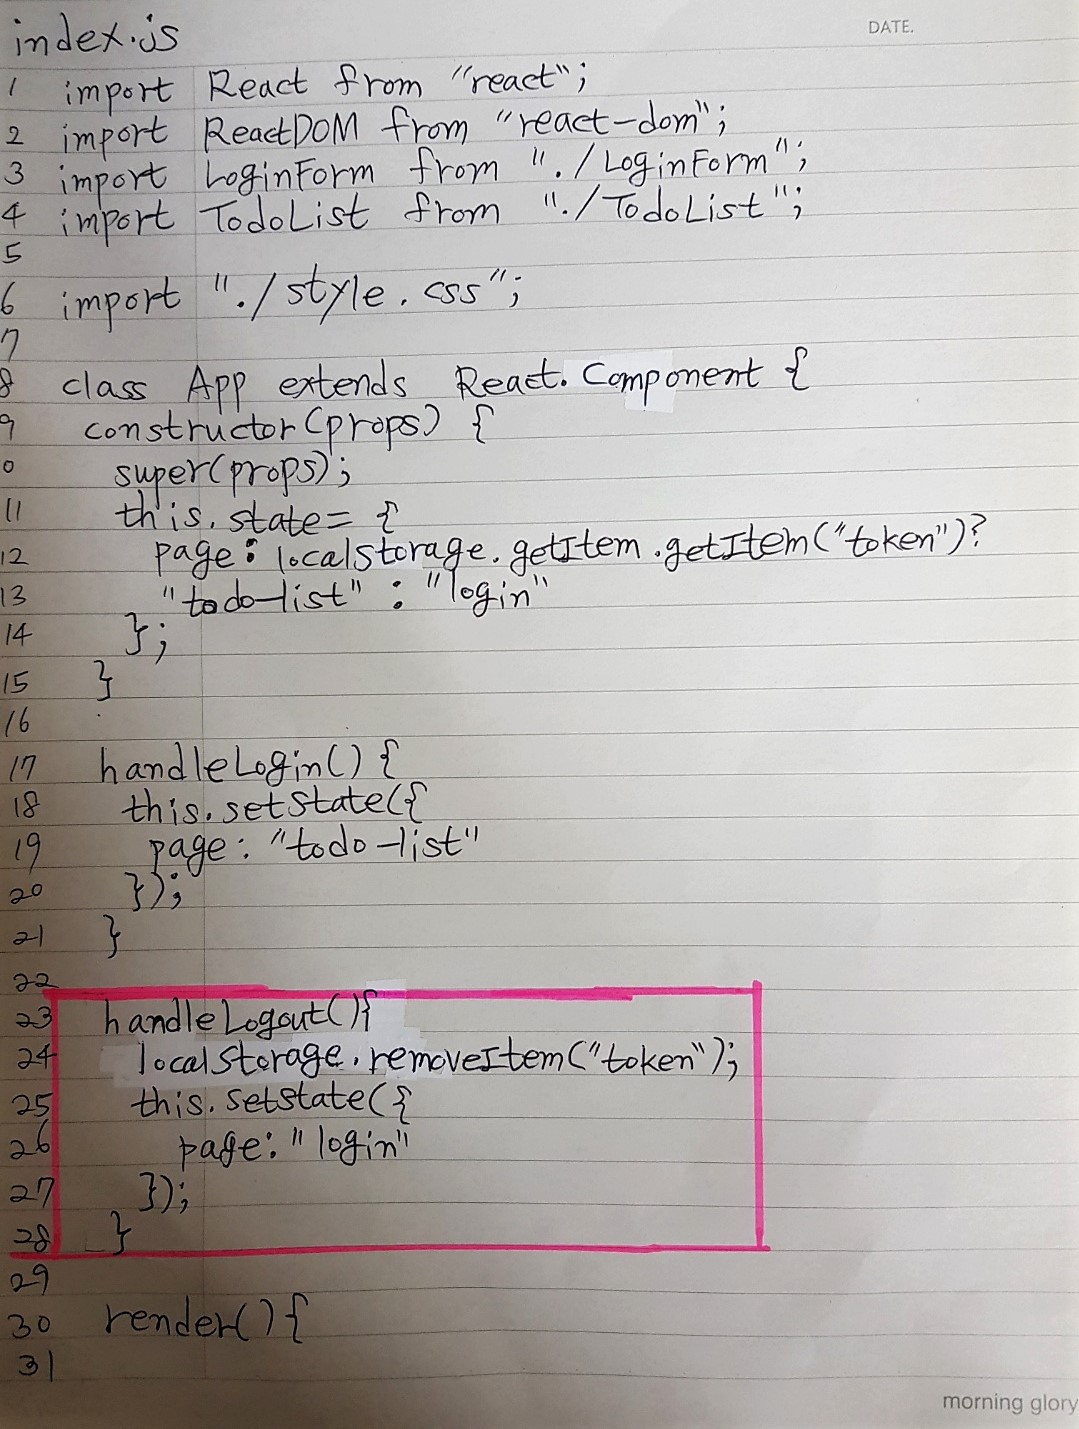 index.js
DATE.
1 import React from "react";
2 import ReactDOM from "react-dom";
3 import LoginForm from "./LoginForm";
4 import TodoList from "./TodoList";
5
6 import "./style.css";
7
8 class App extends React.Component {
9 constructor(props) {
0 super(props);
11 this.state= {
12 page: localStorage.getItem.getItem("token")?
13 "todo-list" : "login"
14 };
15 }
16
17 handleLogin() {
18 this.setState({
19 page: "todo-list"
20 });
21 }
22
23 handleLogout(){
24 localStorage.removeItem("token");
25 this.setState({
26 page: "login"
27 });
28 }
29
30 render(){
31
morning glory